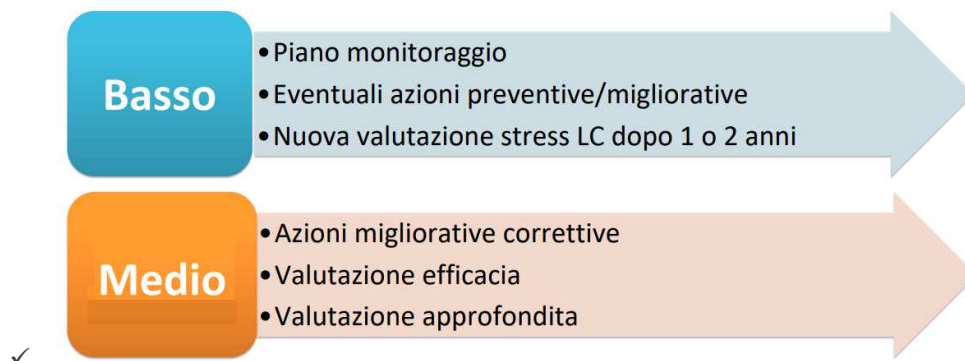 Basso
•Piano monitoraggio
•Eventuali azioni preventive/migliorative
•Nuova valutazione stress LC dopo 1 o 2 anni
Medio
•Azioni migliorative correttive
•Valutazione efficacia
•Valutazione approfondita
✓